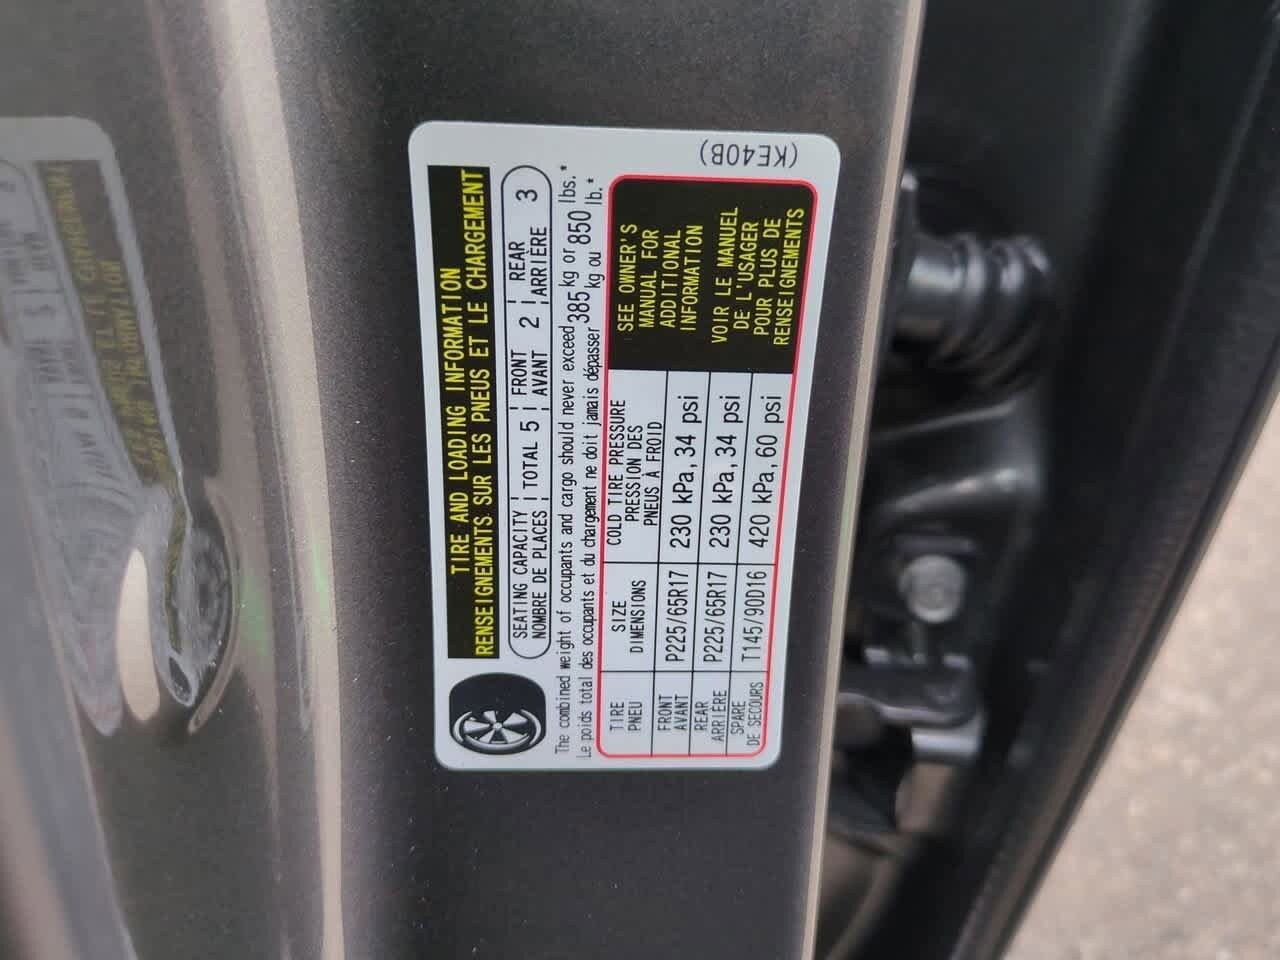 (KE40B)
TIRE AND LOADING INFORMATION
RENSEIGNEMENTS SUR LES PNEUS ET LE CHARGEMENT
SEATING CAPACITY TOTAL 5 FRONT 2 REAR 3
NOMBRE DE PLACES AVANT ARRIÈRE
The combined weight of occupants and cargo should never exceed 385 kg or 850 lbs.*
Le poids total des occupants et du chargement ne doit jamais dépasser kg ou lb.*
TIRE SIZE COLD TIRE PRESSURE
PNEU DIMENSIONS PRESSION DES
PNEUS À FROID
FRONT P225/65R17 230 kPa, 34 psi
AVANT
REAR P225/65R17 230 kPa, 34 psi
ARRIÈRE
SPARE T145/90D16 420 kPa, 60 psi
DE SECOURS
SEE OWNER'S
MANUAL FOR
ADDITIONAL
INFORMATION
VOIR LE MANUEL
DE L'USAGER
POUR PLUS DE
RENSEIGNEMENTS